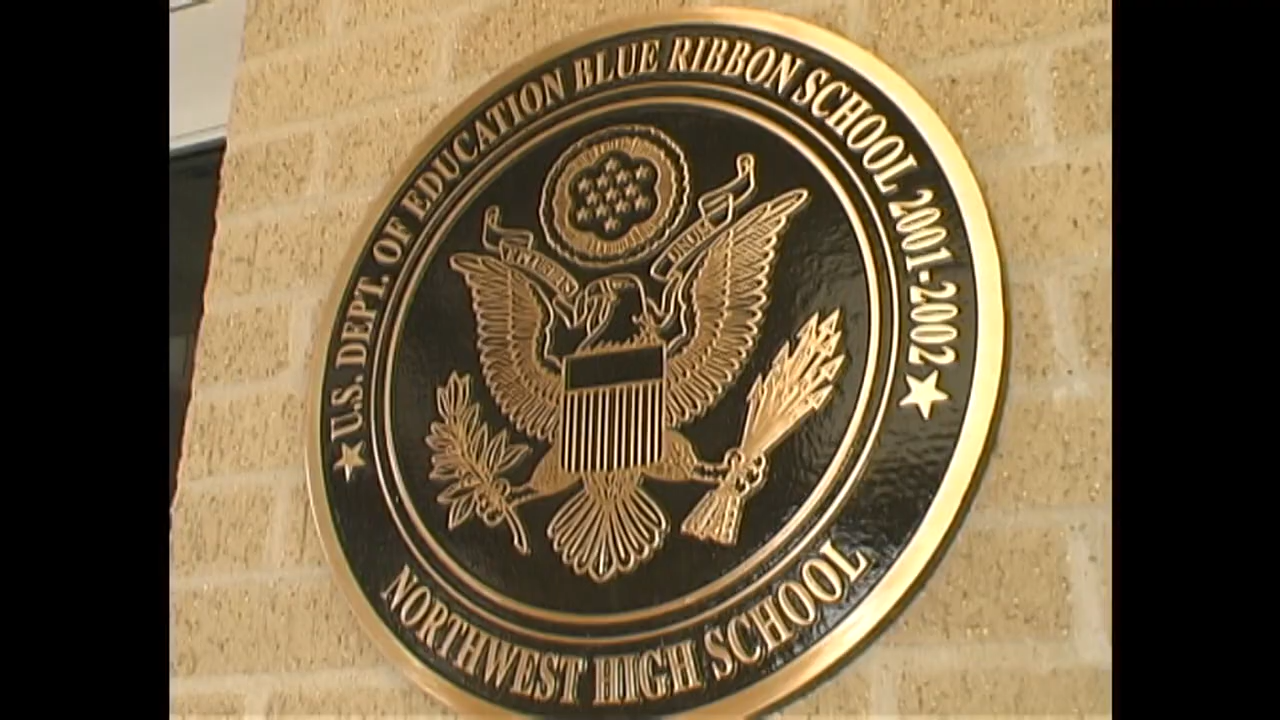 U.S. DEPT. OF EDUCATION BLUE RIBBON SCHOOL 2001-2002
NORTHWEST HIGH SCHOOL